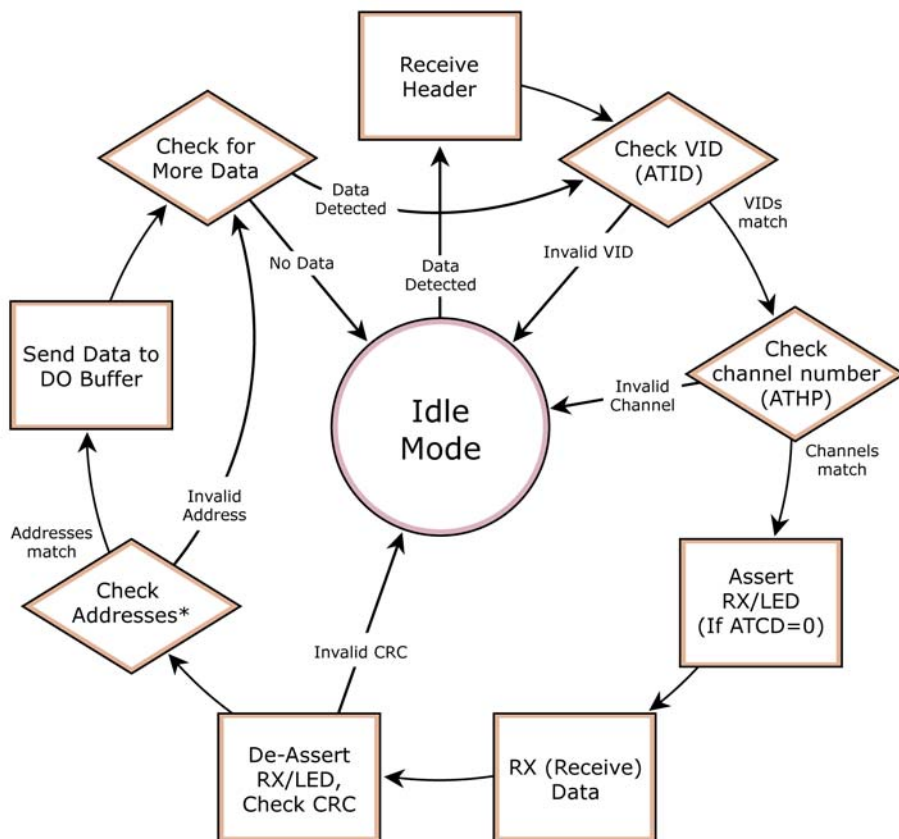 Receive
Header
Check for
More Data
Check VID
(ATID)
Data
Detected
VIDs
match
No Data
Data
Detected
Invalid VID
Send Data to
DO Buffer
Check
channel number
(ATHP)
Invalid
Channel
Idle
Mode
Channels
match
Invalid
Address
Addresses
match
Check
Addresses*
Assert
RX/LED
(If ATCD=0)
Invalid CRC
De-Assert
RX/LED,
Check CRC
RX (Receive)
Data